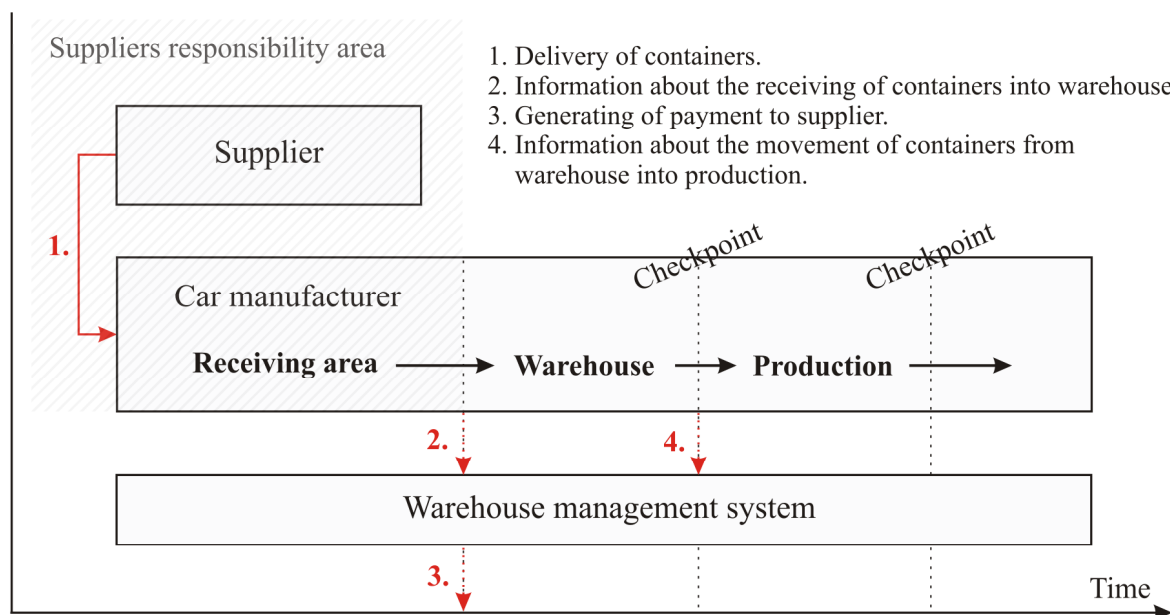 Suppliers responsibility area
1. Delivery of containers.
2. Information about the receiving of containers into warehouse
3. Generating of payment to supplier.
4. Information about the movement of containers from
warehouse into production.
Supplier
1.
Checkpoint
Checkpoint
Car manufacturer
Receiving area
Warehouse
Production
2.
4.
Warehouse management system
3.
Time